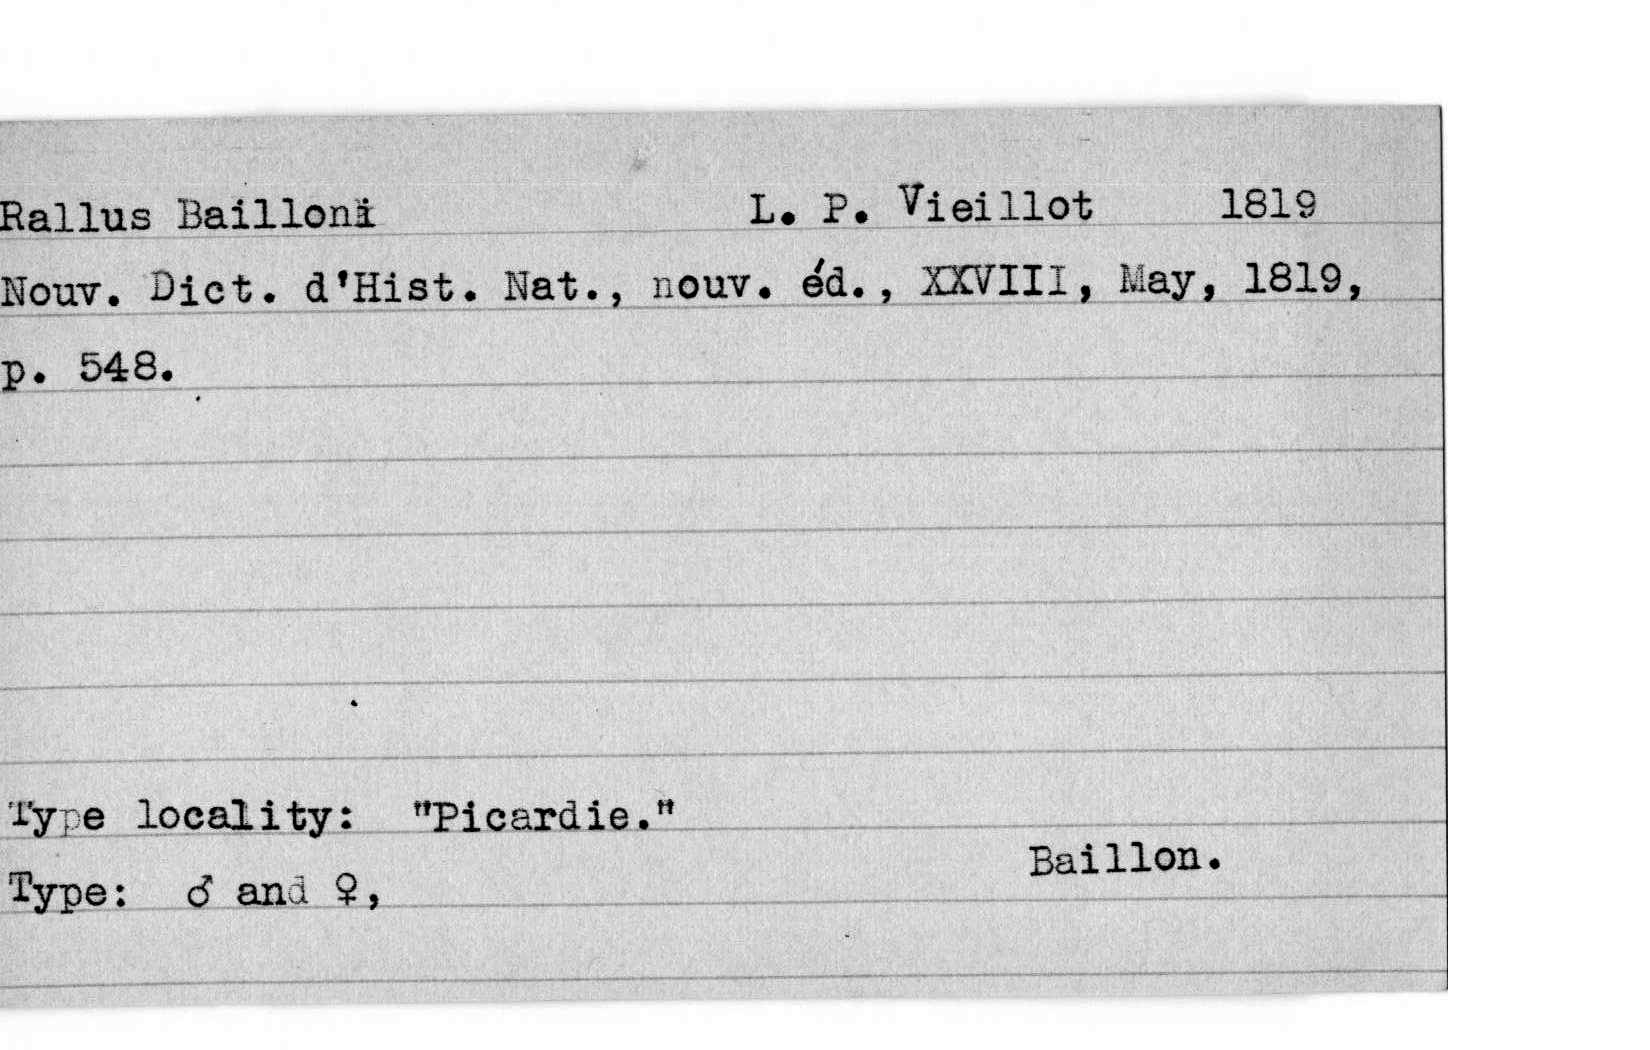 Rallus Bailloni L. P. Vieillot 1819
Nouv. Dict. d'Hist. Nat., nouv. éd., XXVIII, May, 1819,
p. 548.
Type locality: "Picardie."
Baillon.
Type: ♂ and ♀,